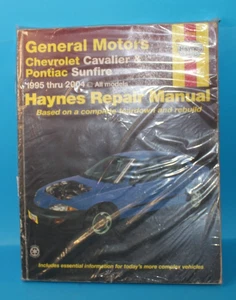 General Motors
Chevrolet Cavalier &
Pontiac Sunfire
1995 thru 2004 All models
Haynes Repair Manual
Based on a complete teardown and rebuild
Includes essential information for today's more complex vehicles